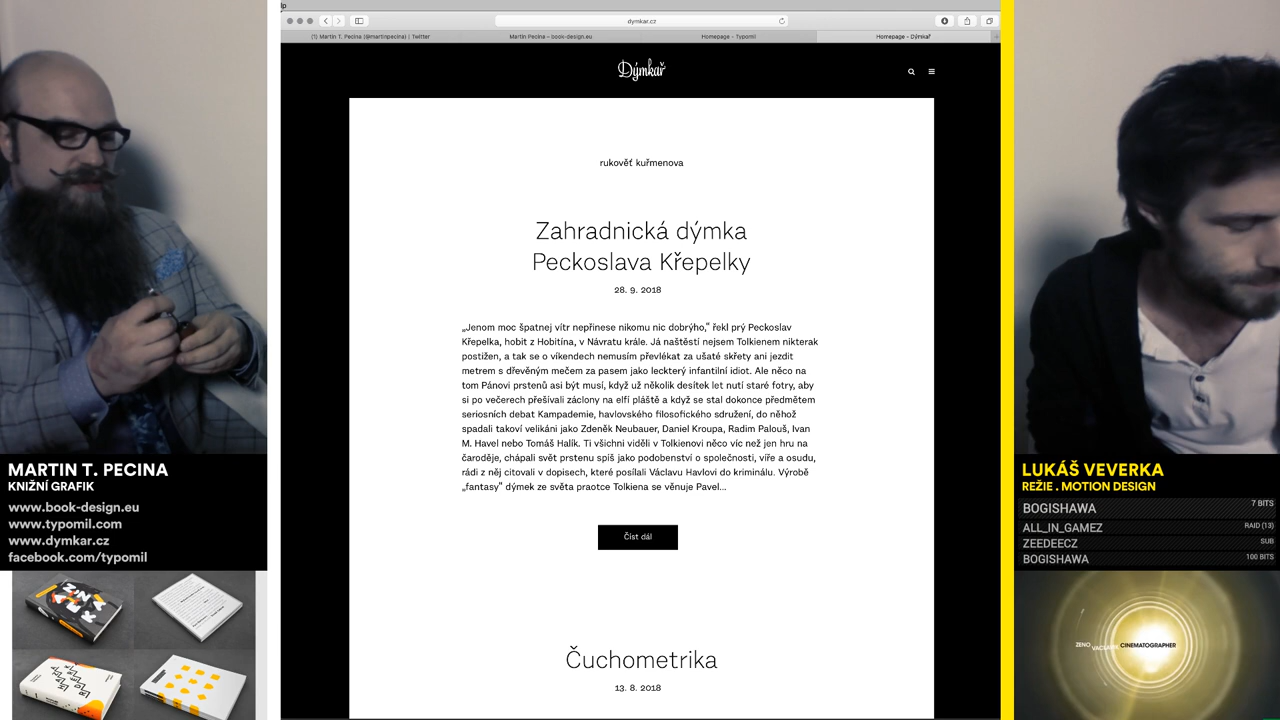 lp
dymkar.cz
(1) Martin T. Pecina (@martinpecina) | Twitter
Martin Pecina – book-design.eu
Homepage - Typomil
Homepage - Dýmkař
Dýmkař
rukověť kuřmenova
Zahradnická dýmka
Peckoslava Křepelky
28. 9. 2018
„Jenom moc špatnej vítr nepřinese nikomu nic dobrýho,“ řekl prý Peckoslav
Křepelka, hobit z Hobitína, v Návratu krále. Já naštěstí nejsem Tolkienem nikterak
postižen, a tak se o víkendech nemusím převlékat za ušaté skřety ani jezdit
metrem s dřevěným mečem za pasem jako leckterý infantilní idiot. Ale něco na
tom Pánovi prstenů asi být musí, když už několik desítek let nutí staré fotry, aby
si po večerech přešívali záclony na elfí pláště a když se stal dokonce předmětem
seriosních debat Kampademie, havlovského filosofického sdružení, do něhož
spadali takoví velikáni jako Zdeněk Neubauer, Daniel Kroupa, Radim Palouš, Ivan
M. Havel nebo Tomáš Halík. Ti všichni viděli v Tolkienovi něco víc než jen hru na
čaroděje, chápali svět prstenu spíš jako podobenství o společnosti, víře a osudu,
rádi z něj citovali v dopisech, které posílali Václavu Havlovi do kriminálu. Výrobě
„fantasy“ dýmek ze světa praotce Tolkiena se věnuje Pavel...
Číst dál
Čuchometrika
13. 8. 2018
MARTIN T. PECINA
KNIŽNÍ GRAFIK
www.book-design.eu
www.typomil.com
www.dymkar.cz
facebook.com/typomil
LUKÁŠ VEVERKA
REŽIE . MOTION DESIGN
BOGISHAWA 7 BITS
ALL_IN_GAMEZ RAID (13)
ZEEDEECZ SUB
BOGISHAWA 100 BITS
ZENO
CINEMATOGRAPHER